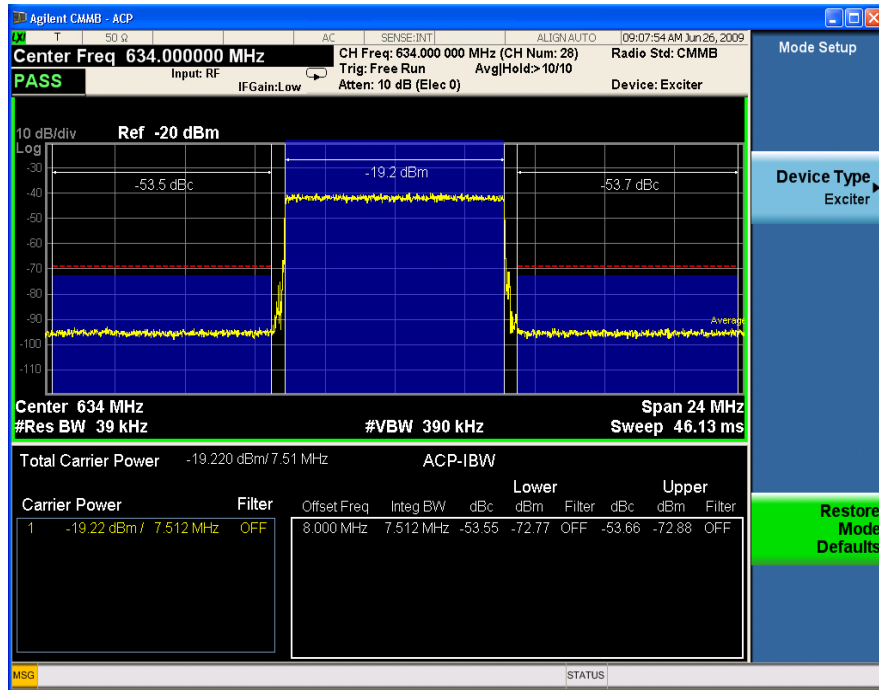 Agilent CMMB - ACP
LXI T 50 Ω AC SENSE:INT ALIGN AUTO 09:07:54 AM Jun 26, 2009
Center Freq 634.000000 MHz
CH Freq: 634.000 000 MHz (CH Num: 28)
Radio Std: CMMB
PASS
Input: RF
IFGain:Low
Trig: Free Run
Avg|Hold:> 10/10
Atten: 10 dB (Elec 0)
Device: Exciter
10 dB/div Ref -20 dBm
Log
-30
-40
-50
-60
-70
-80
-90
-100
-110
-53.5 dBc
-19.2 dBm
-53.7 dBc
Average
Center 634 MHz Span 24 MHz
#Res BW 39 kHz #VBW 390 kHz Sweep 46.13 ms
Total Carrier Power -19.220 dBm/ 7.51 MHz ACP-IBW
Lower Upper
Carrier Power Filter
Offset Freq Integ BW dBc dBm Filter dBc dBm Filter
1 -19.22 dBm / 7.512 MHz OFF
8.000 MHz 7.512 MHz -53.55 -72.77 OFF -53.66 -72.88 OFF
MSG STATUS
Mode Setup
Device Type
Exciter
Restore
Mode
Defaults